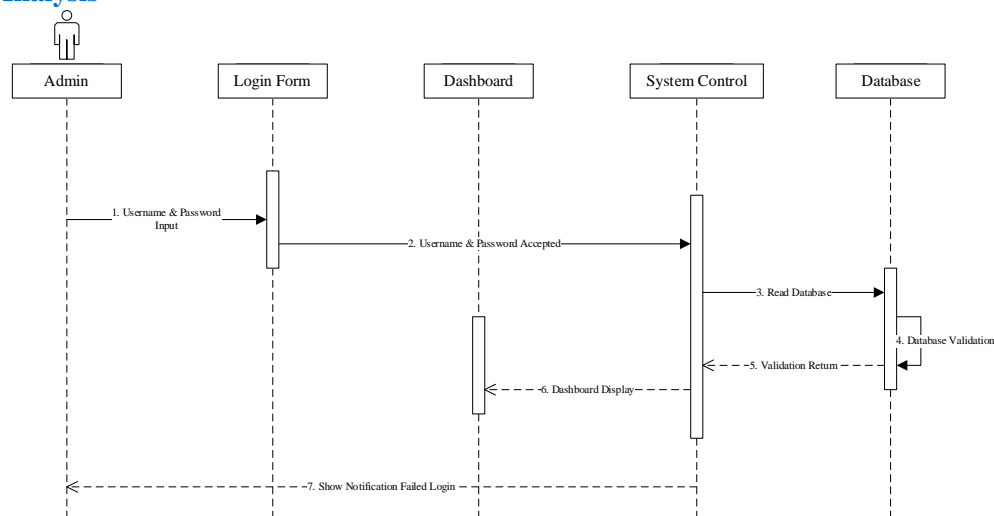 Admin
Login Form
Dashboard
System Control
Database
1. Username & Password
Input
2. Username & Password Accepted
3. Read Database
4. Database Validation
5. Validation Return
6. Dashboard Display
7. Show Notification Failed Login